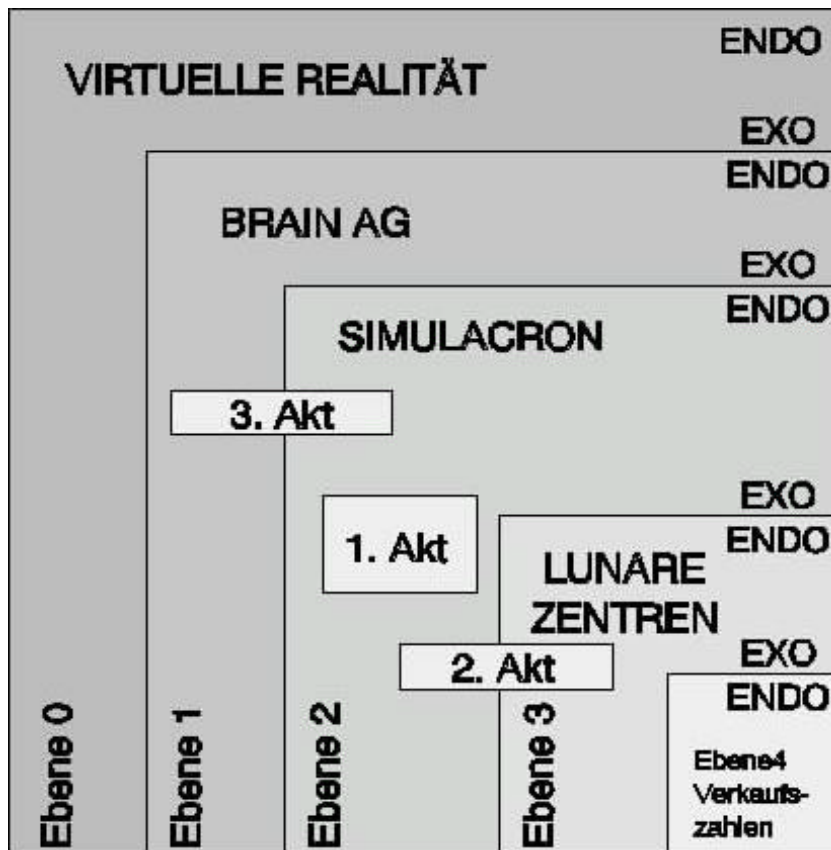 ENDO
VIRTUELLE REALITÄT
EXO
ENDO
BRAIN AG
EXO
ENDO
SIMULACRON
3. Akt
EXO
1. Akt
ENDO
LUNARE
ZENTREN
2. Akt
EXO
ENDO
Ebene 0
Ebene 1
Ebene 2
Ebene 3
Ebene4
Verkaufs-
zahlen